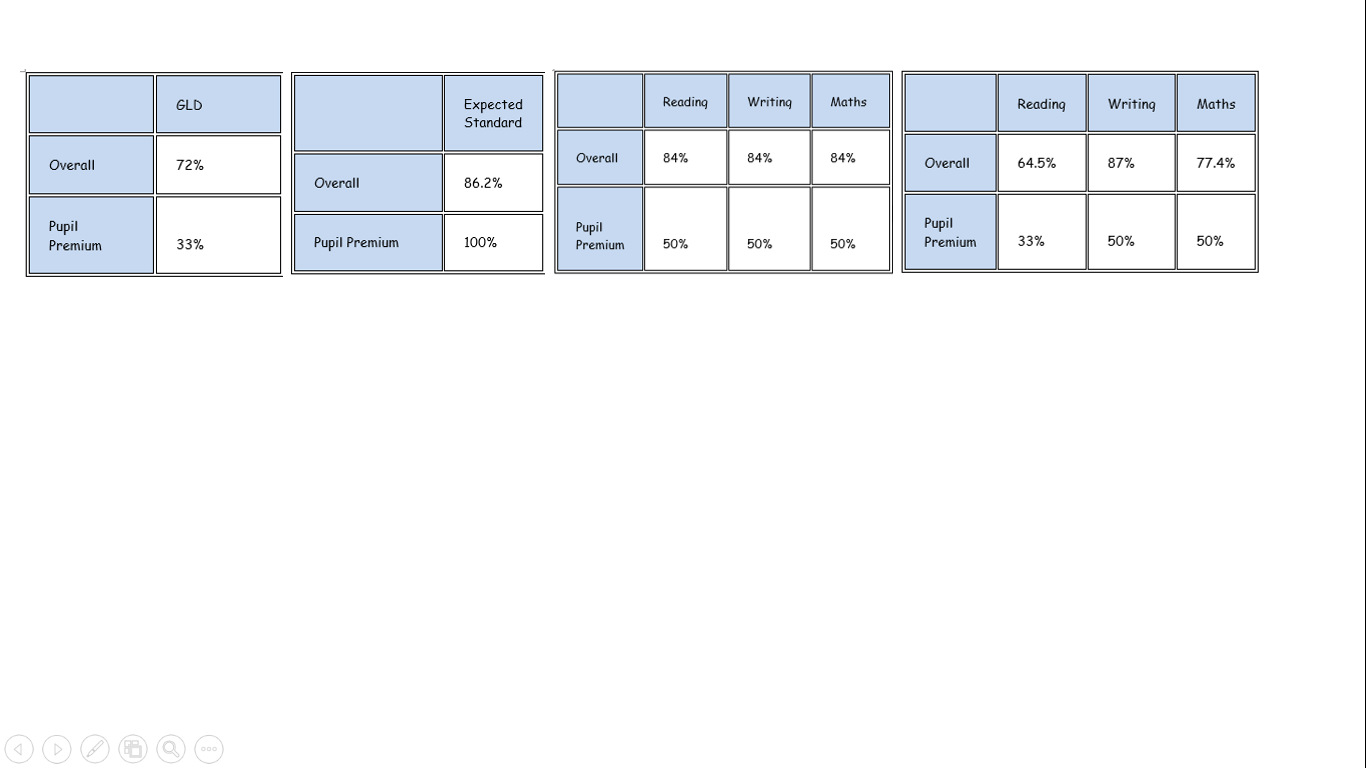 GLD
Overall 72%
Pupil
Premium 33%
Expected
Standard
Overall 86.2%
Pupil Premium 100%
Reading Writing Maths
Overall 84% 84% 84%
Pupil
Premium 50% 50% 50%
Reading Writing Maths
Overall 64.5% 87% 77.4%
Pupil
Premium 33% 50% 50%